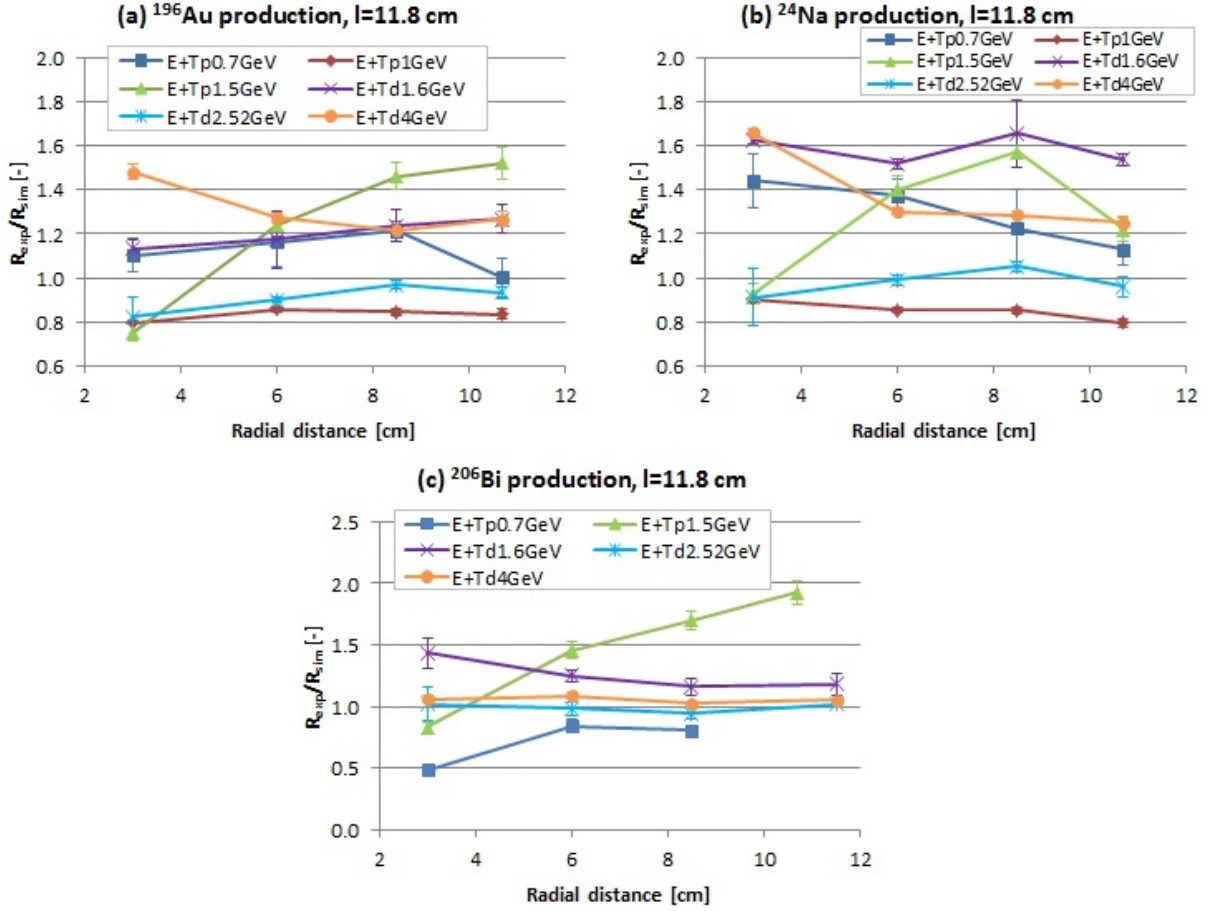 (a) ¹⁹⁶Au production, l=11.8 cm
2.0
1.8
1.6
1.4
1.2
1.0
0.8
0.6
R_exp/R_sim [-]
E+Tp0.7GeV E+Tp1GeV
E+Tp1.5GeV E+Td1.6GeV
E+Td2.52GeV E+Td4GeV
2 4 6 8 10 12
Radial distance [cm]
(b) ²⁴Na production, l=11.8 cm
2.0
1.8
1.6
1.4
1.2
1.0
0.8
0.6
R_exp/R_sim [-]
E+Tp0.7GeV E+Tp1GeV
E+Tp1.5GeV E+Td1.6GeV
E+Td2.52GeV E+Td4GeV
2 4 6 8 10 12
Radial distance [cm]
(c) ²⁰⁶Bi production, l=11.8 cm
2.5
2.0
1.5
1.0
0.5
0.0
R_exp/R_sim [-]
E+Tp0.7GeV E+Tp1.5GeV
E+Td1.6GeV E+Td2.52GeV
E+Td4GeV
2 4 6 8 10 12
Radial distance [cm]